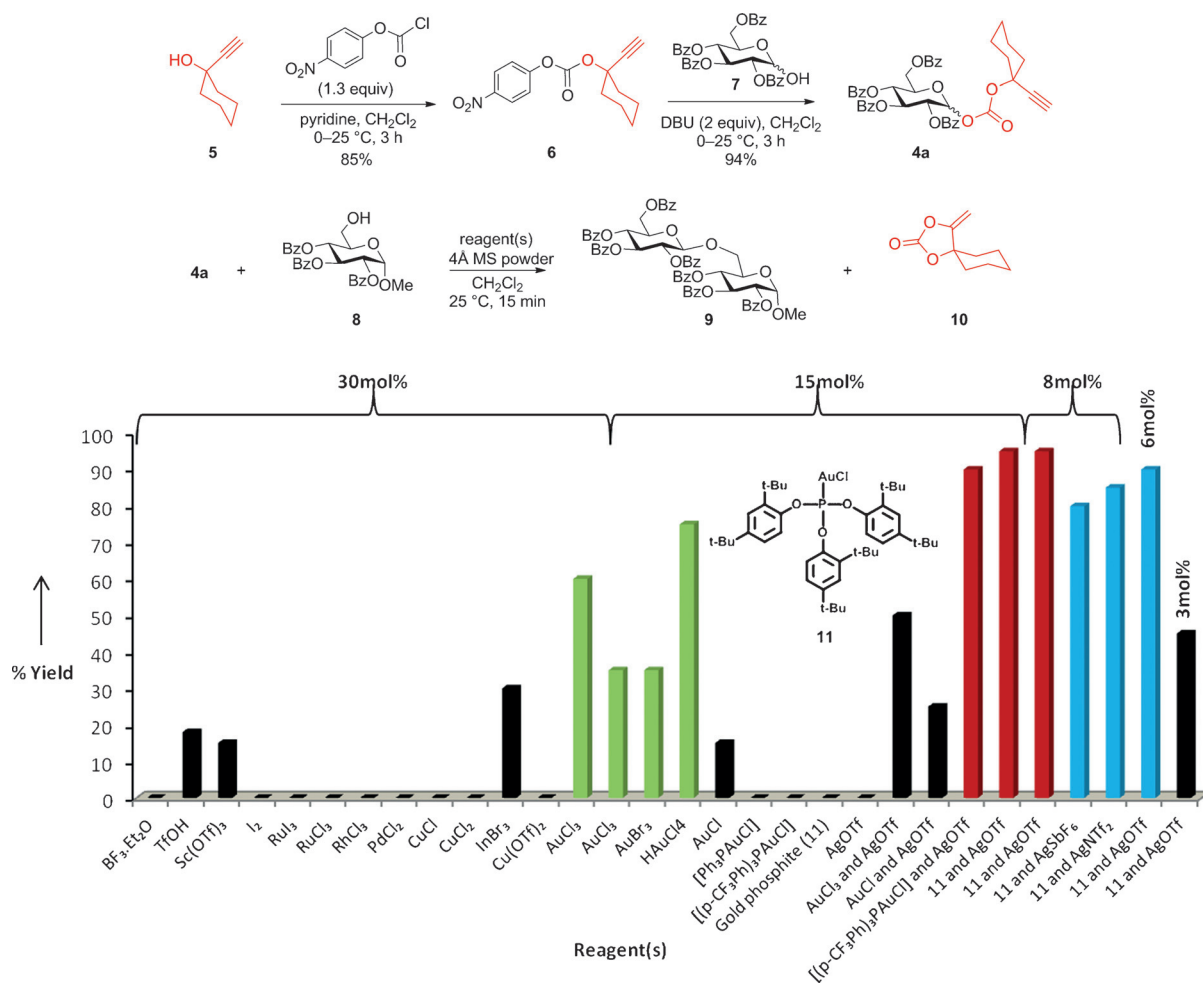 HO
5
NO₂
O
Cl
O
(1.3 equiv)
pyridine, CH₂Cl₂
0–25 °C, 3 h
85%
NO₂
O
O
O
6
OBz
BzO
BzO
O
BzO
OH
7
DBU (2 equiv), CH₂Cl₂
0–25 °C, 3 h
94%
OBz
BzO
BzO
O
BzO
O
O
O
4a
4a
+
OH
BzO
BzO
O
BzO
OMe
8
reagent(s)
4Å MS powder
CH₂Cl₂
25 °C, 15 min
OBz
BzO
BzO
O
BzO
O
BzO
BzO
O
BzO
OMe
9
+
O
O
O
10
30mol%
15mol%
8mol%
6mol%
3mol%
100
90
80
70
60
50
40
30
20
10
0
% Yield
AuCl
t-Bu
t-Bu
O
P
O
O
t-Bu
t-Bu
t-Bu
t-Bu
11
BF₃-Et₂O
TfOH
Sc(OTf)₃
I₂
RuI₃
RuCl₃
RhCl₃
PdCl₂
CuCl
CuCl₂
InBr₃
Cu(OTf)₂
AuCl₃
AuCl₃
AuBr₃
HAuCl4
AuCl
[Ph₃PAuCl]
[(p-CF₃Ph)₃PAuCl]
Gold phosphite (11)
AgOTf
AuCl₃ and AgOTf
AuCl and AgOTf
[(p-CF₃Ph)₃PAuCl] and AgOTf
11 and AgOTf
11 and AgOTf
11 and AgSbF₆
11 and AgNTf₂
11 and AgOTf
11 and AgOTf
Reagent(s)